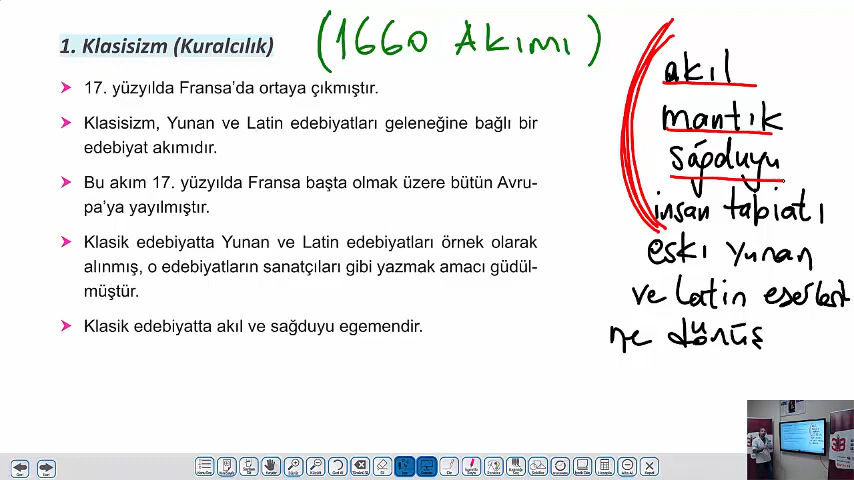 1. Klasisizm (Kuralcılık)
(1660 Akımı)
17. yüzyılda Fransa'da ortaya çıkmıştır.
Klasisizm, Yunan ve Latin edebiyatları geleneğine bağlı bir
edebiyat akımıdır.
Bu akım 17. yüzyılda Fransa başta olmak üzere bütün Avru-
pa'ya yayılmıştır.
Klasik edebiyatta Yunan ve Latin edebiyatları örnek olarak
alınmış, o edebiyatların sanatçıları gibi yazmak amacı güdül-
müştür.
Klasik edebiyatta akıl ve sağduyu egemendir.
akıl
mantık
sağduyu
insan tabiatı
eski Yunan
ve Latin eserleri
ne dönüş